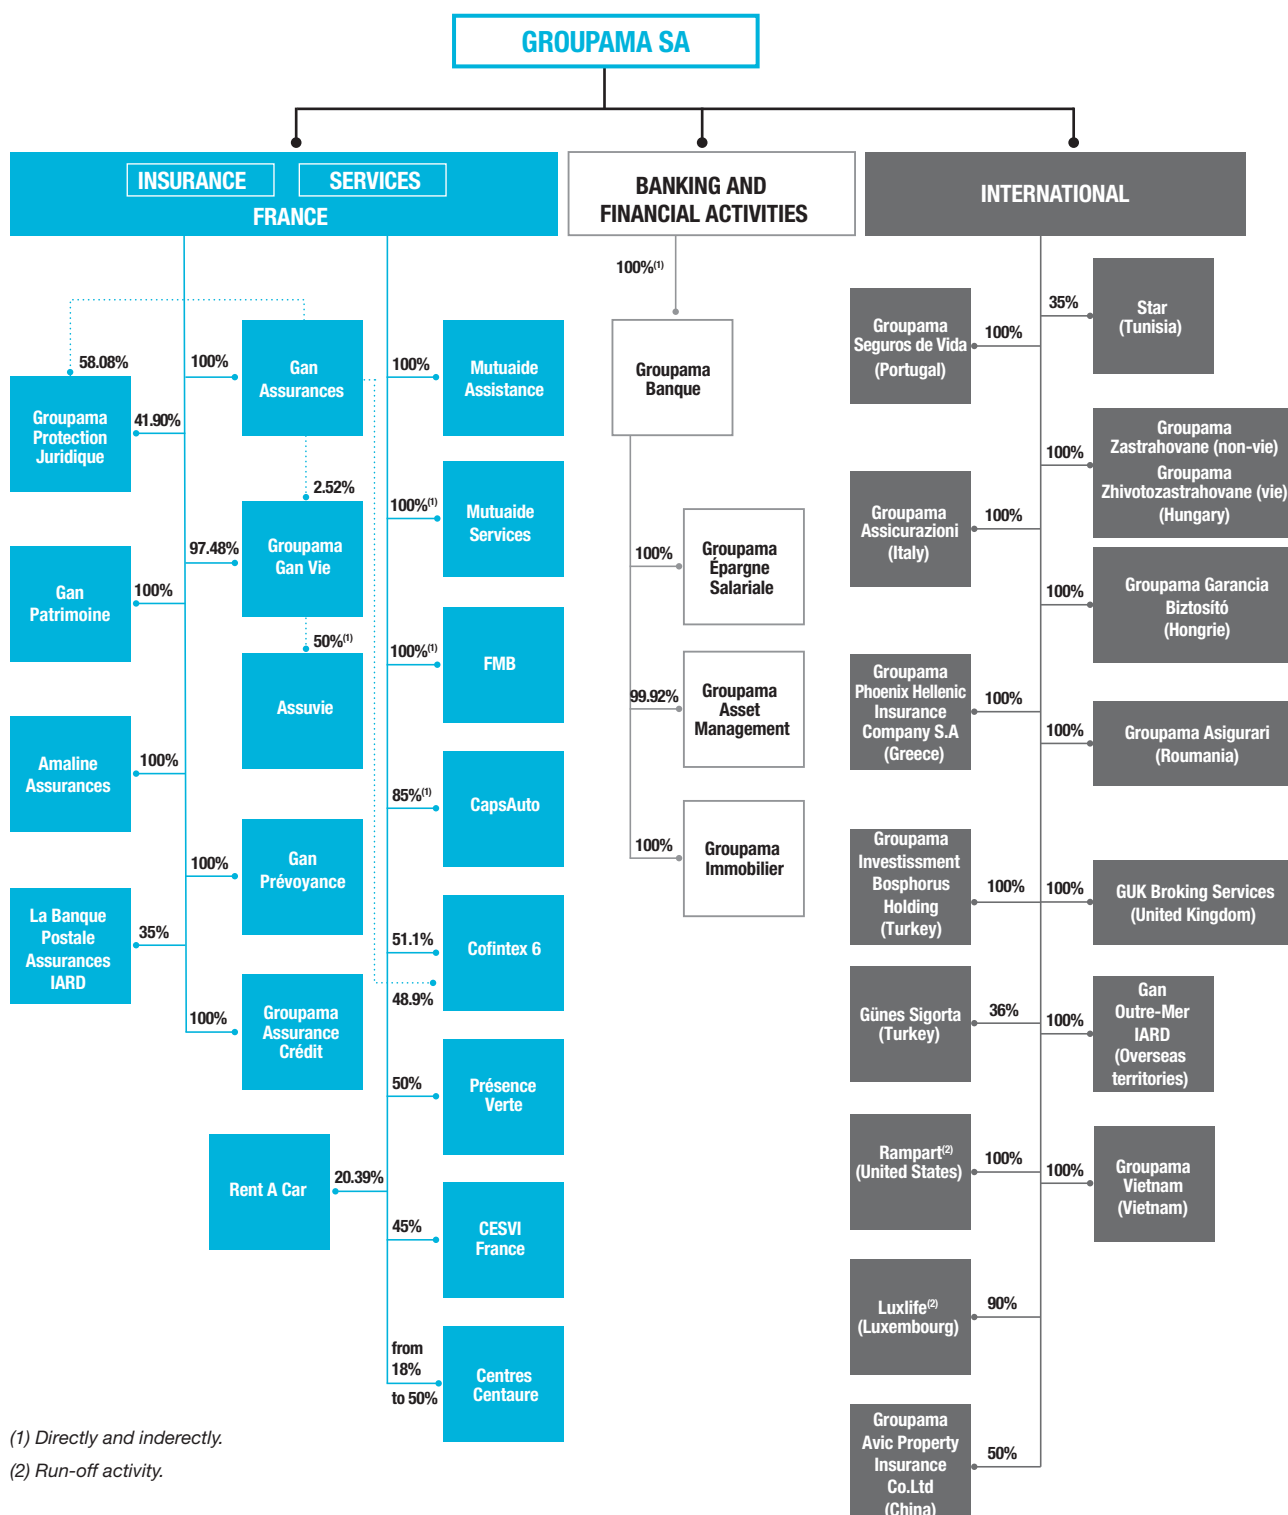 GROUPAMA SA
INSURANCE
SERVICES
FRANCE
BANKING AND
FINANCIAL ACTIVITIES
INTERNATIONAL
58.08%
Groupama
Protection
Juridique
41.90%
Gan
Patrimoine
100%
Amaline
Assurances
100%
La Banque
Postale
Assurances
IARD
35%
100%
Gan
Assurances
2.52%
97.48%
Groupama
Gan Vie
50%(1)
Assuvie
100%
Gan
Prévoyance
100%
Groupama
Assurance
Crédit
Rent A Car
20.39%
100%
Mutuaide
Assistance
100%(1)
Mutuaide
Services
100%(1)
FMB
85%(1)
CapsAuto
51.1%
48.9%
Cofintex 6
50%
Présence
Verte
45%
CESVI
France
from
18%
to 50%
Centres
Centaure
100%(1)
Groupama
Banque
100%
Groupama
Épargne
Salariale
99.92%
Groupama
Asset
Management
100%
Groupama
Immobilier
Groupama
Seguros de Vida
(Portugal)
100%
Groupama
Assicurazioni
(Italy)
100%
Groupama
Phoenix Hellenic
Insurance
Company S.A
(Greece)
100%
Groupama
Investissment
Bosphorus
Holding
(Turkey)
100%
Günes Sigorta
(Turkey)
36%
Rampart(2)
(United States)
100%
Luxlife(2)
(Luxembourg)
90%
Groupama
Avic Property
Insurance
Co.Ltd
(China)
50%
35%
Star
(Tunisia)
100%
Groupama
Zastrahovane (non-vie)
Groupama
Zhivotozastrahovane (vie)
(Hungary)
100%
Groupama Garancia
Biztosító
(Hongrie)
100%
Groupama Asigurari
(Roumania)
100%
GUK Broking Services
(United Kingdom)
100%
Gan
Outre-Mer
IARD
(Overseas
territories)
100%
Groupama
Vietnam
(Vietnam)
(1) Directly and inderectly.
(2) Run-off activity.